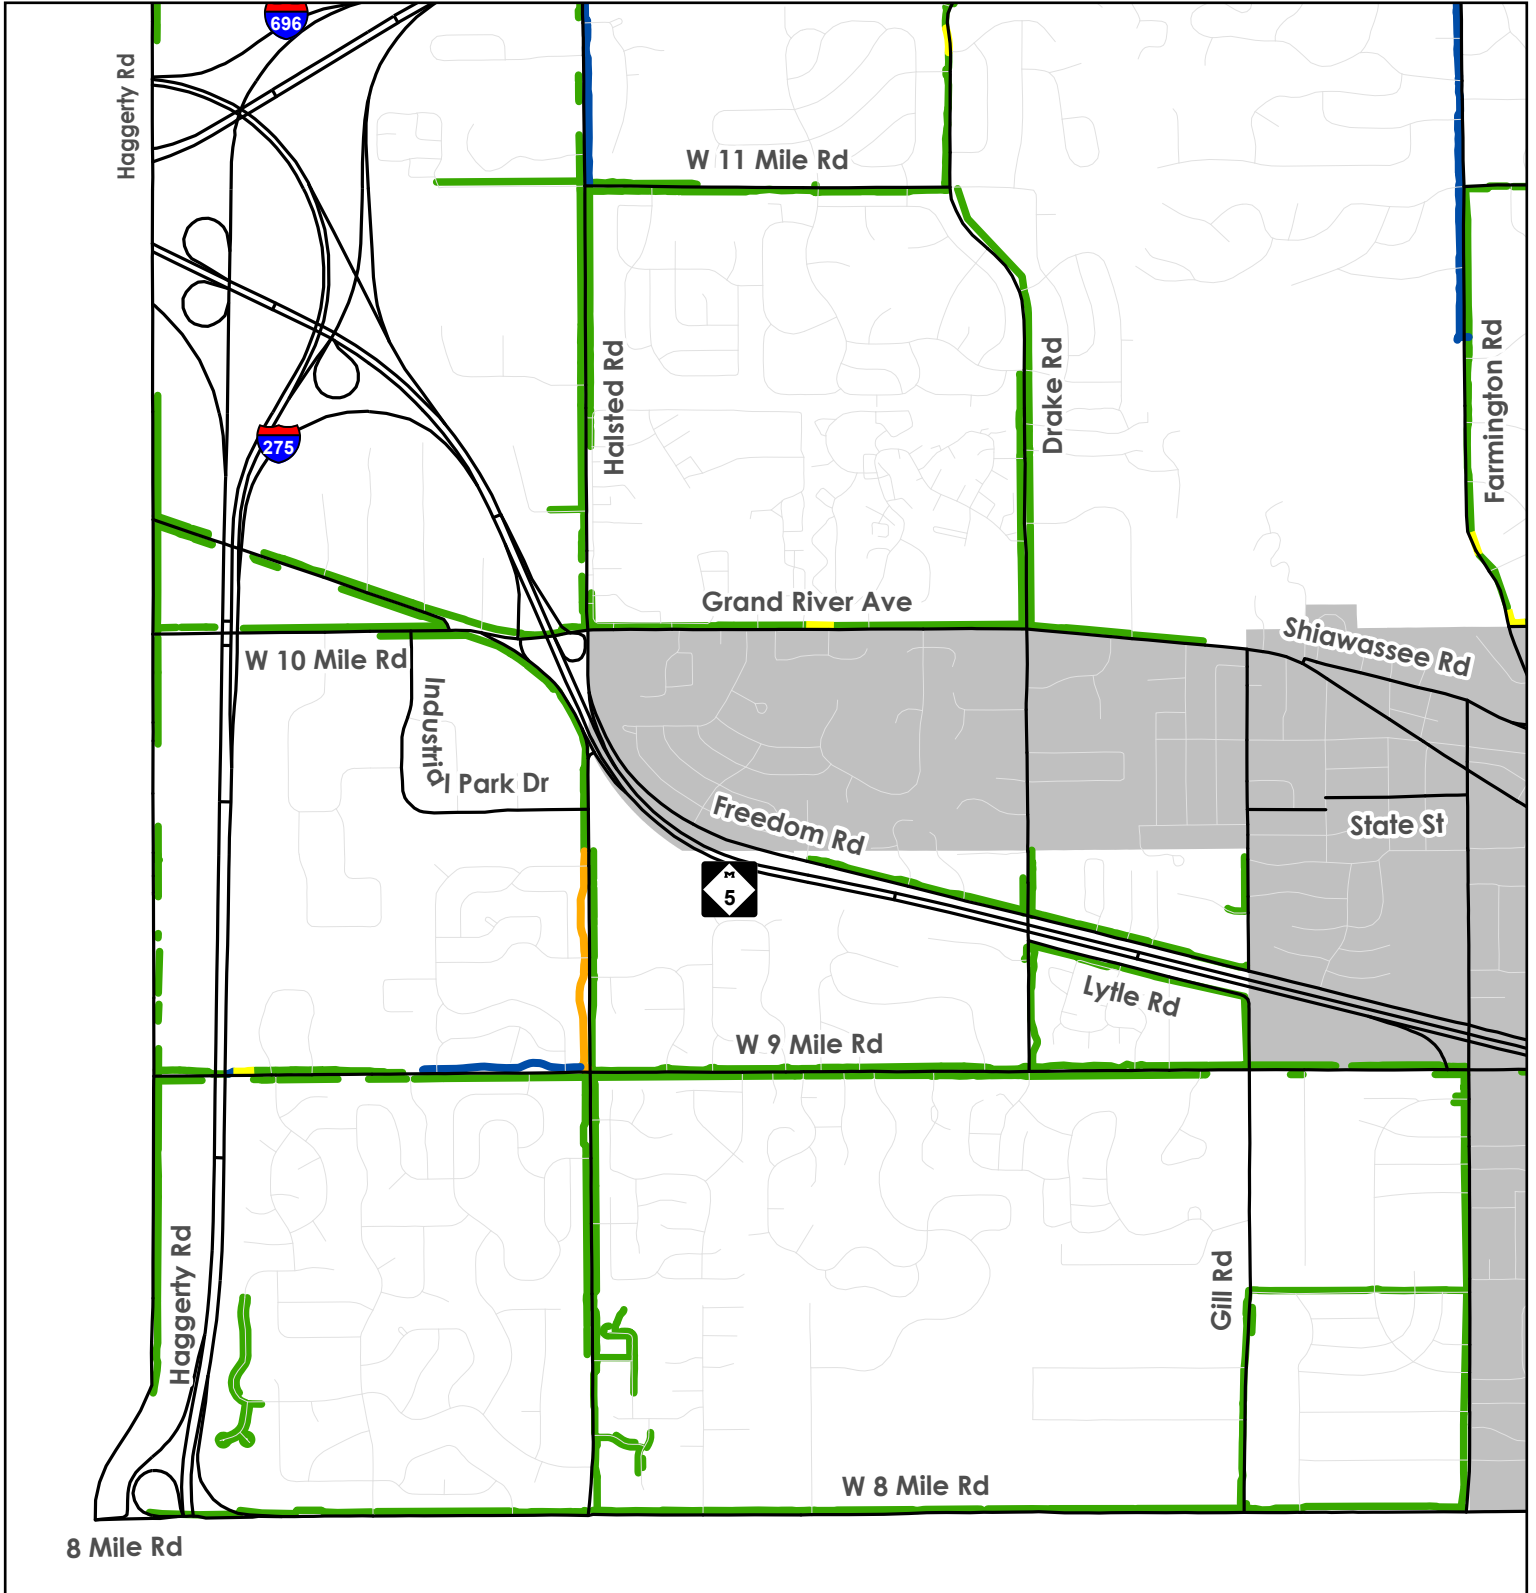 696
Haggerty Rd
W 11 Mile Rd
Halsted Rd
Drake Rd
Farmington Rd
275
Grand River Ave
Shiawassee Rd
W 10 Mile Rd
Industrial Park Dr
Freedom Rd
State St
M
5
Lytle Rd
W 9 Mile Rd
Haggerty Rd
Gill Rd
W 8 Mile Rd
8 Mile Rd